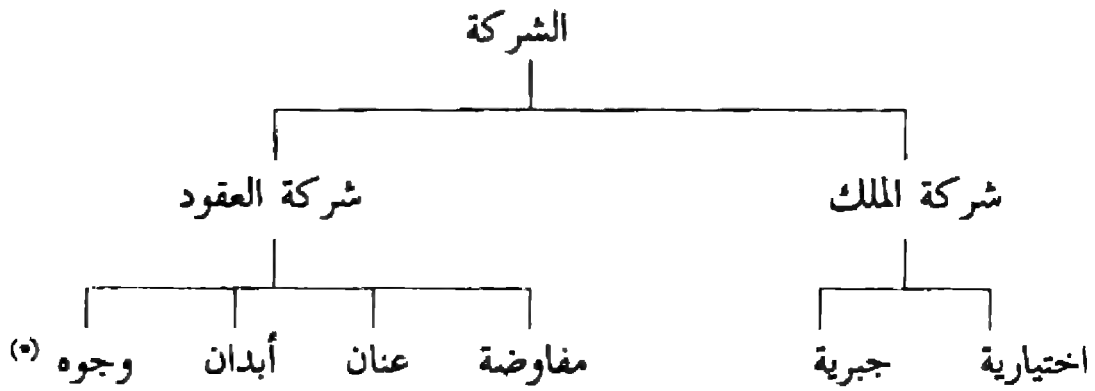 الشركة
شركة الملك شركة العقود
اختيارية جبرية مفاوضة عنان أبدان وجوه (*)